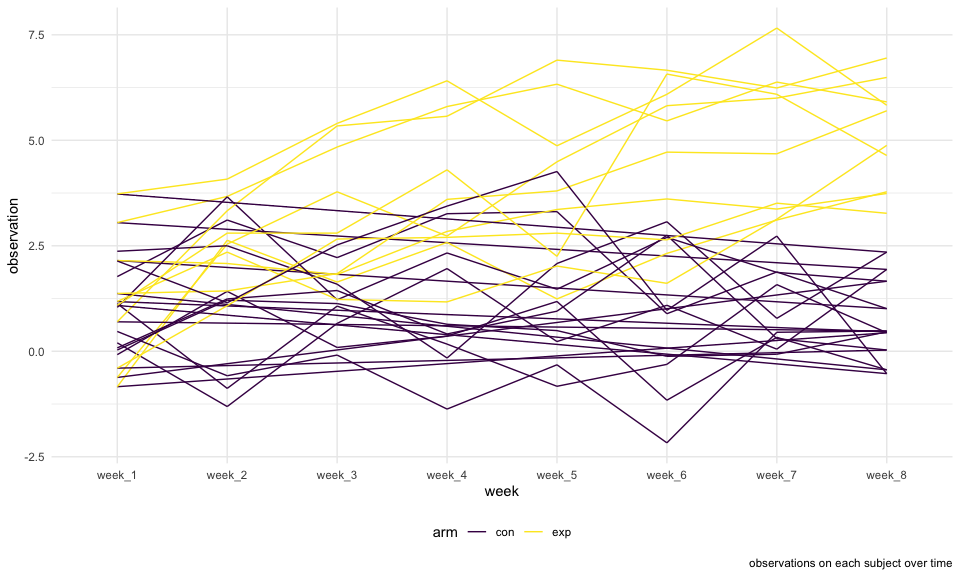 7.5
5.0
2.5
0.0
-2.5
observation
week_1 week_2 week_3 week_4 week_5 week_6 week_7 week_8
week
arm con exp
observations on each subject over time